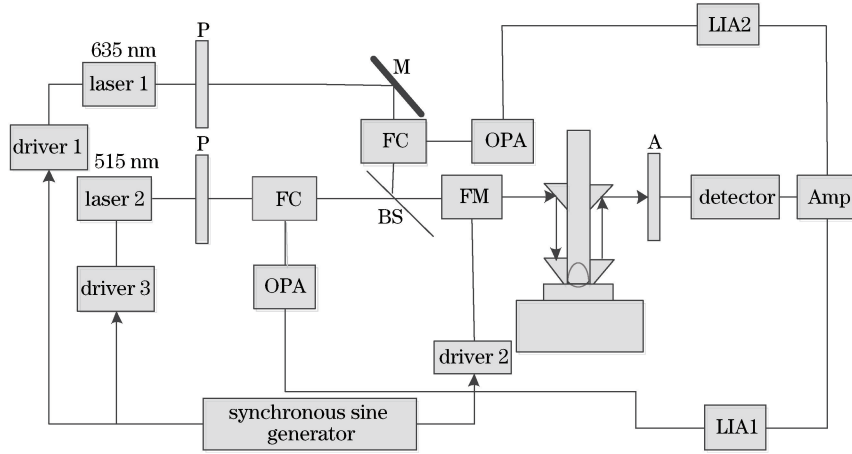 LIA2
P
635 nm
laser 1
M
driver 1
FC
OPA
P
A
515 nm
laser 2
FC
BS
FM
detector
Amp
driver 3
OPA
driver 2
synchronous sine
generator
LIA1